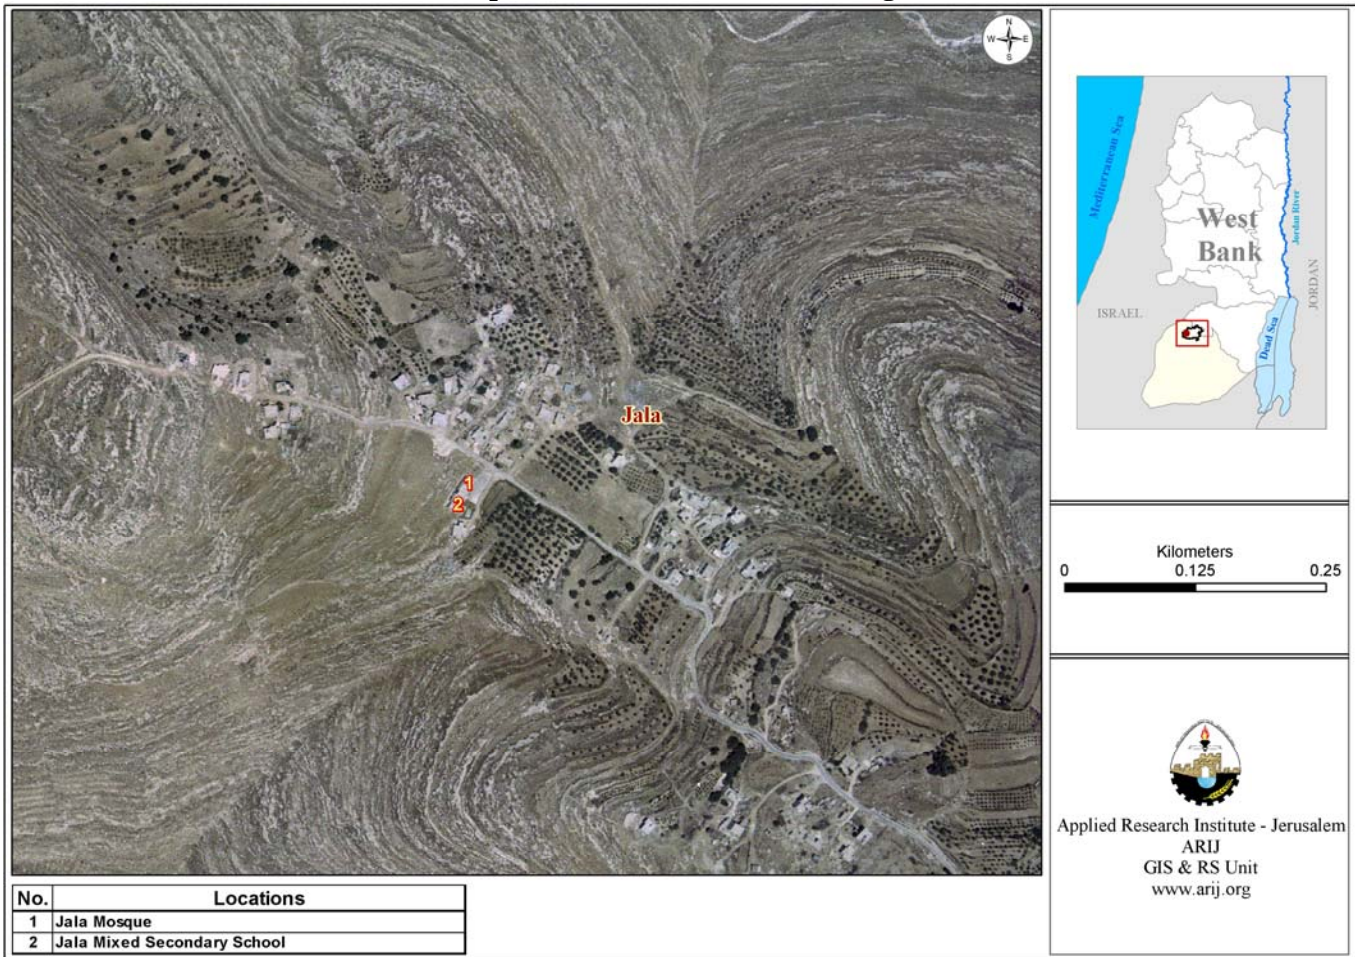 N
W E
S
Jala
1
2
Mediterranean Sea
West
Bank
Jordan River
JORDAN
ISRAEL
Dead Sea
Kilometers
0 0.125 0.25
Applied Research Institute - Jerusalem
ARIJ
GIS & RS Unit
www.arij.org
No. Locations
1 Jala Mosque
2 Jala Mixed Secondary School